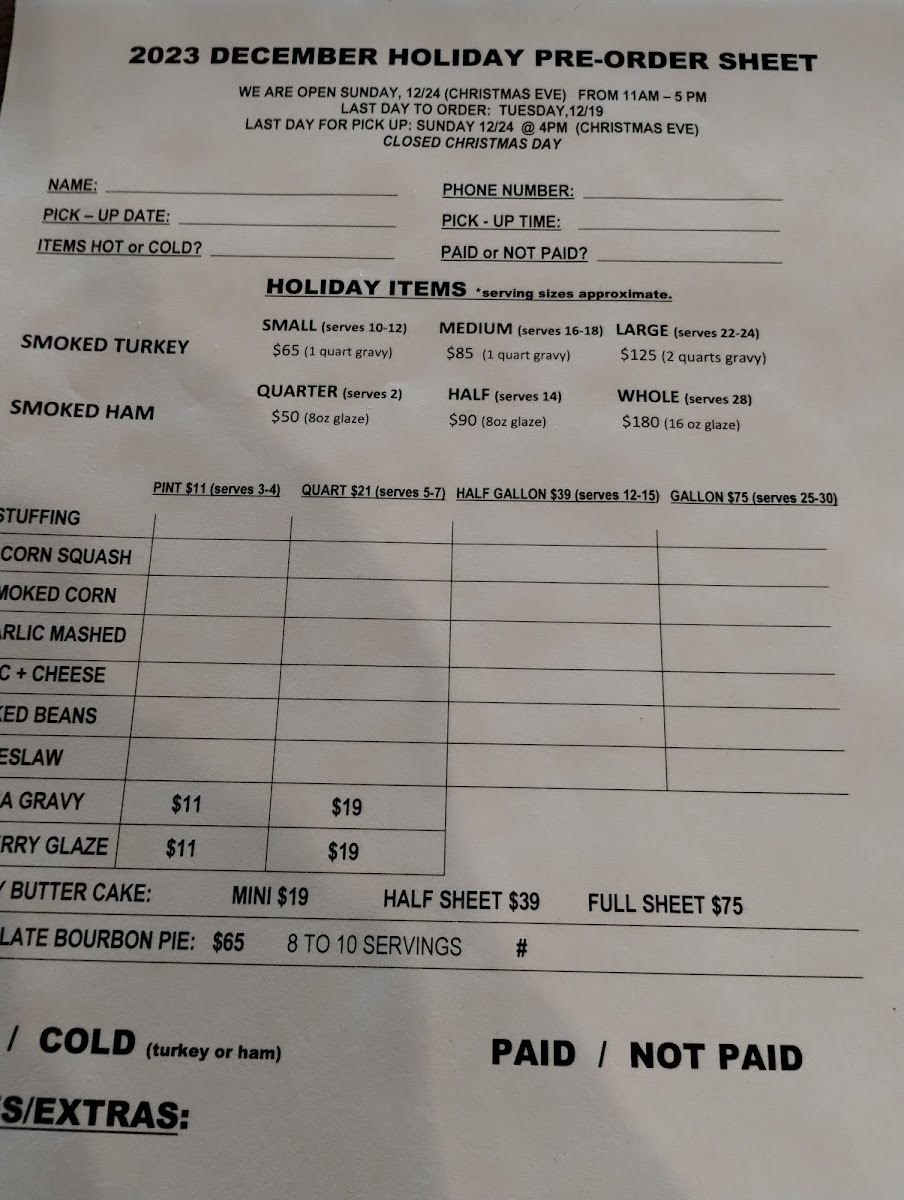 2023 DECEMBER HOLIDAY PRE-ORDER SHEET
WE ARE OPEN SUNDAY, 12/24 (CHRISTMAS EVE) FROM 11AM – 5 PM
LAST DAY TO ORDER: TUESDAY,12/19
LAST DAY FOR PICK UP: SUNDAY 12/24 @ 4PM (CHRISTMAS EVE)
CLOSED CHRISTMAS DAY
NAME: PHONE NUMBER:
PICK – UP DATE: PICK - UP TIME:
ITEMS HOT or COLD? PAID or NOT PAID?
HOLIDAY ITEMS *serving sizes approximate.
SMALL (serves 10-12) MEDIUM (serves 16-18) LARGE (serves 22-24)
SMOKED TURKEY $65 (1 quart gravy) $85 (1 quart gravy) $125 (2 quarts gravy)
QUARTER (serves 2) HALF (serves 14) WHOLE (serves 28)
SMOKED HAM $50 (8oz glaze) $90 (8oz glaze) $180 (16 oz glaze)
PINT $11 (serves 3-4) QUART $21 (serves 5-7) HALF GALLON $39 (serves 12-15) GALLON $75 (serves 25-30)
STUFFING
CORN SQUASH
MOKED CORN
ARLIC MASHED
C + CHEESE
KED BEANS
ESLAW
A GRAVY $11 $19
RRY GLAZE $11 $19
Y BUTTER CAKE: MINI $19 HALF SHEET $39 FULL SHEET $75
LATE BOURBON PIE: $65 8 TO 10 SERVINGS #
/ COLD (turkey or ham) PAID / NOT PAID
S/EXTRAS: